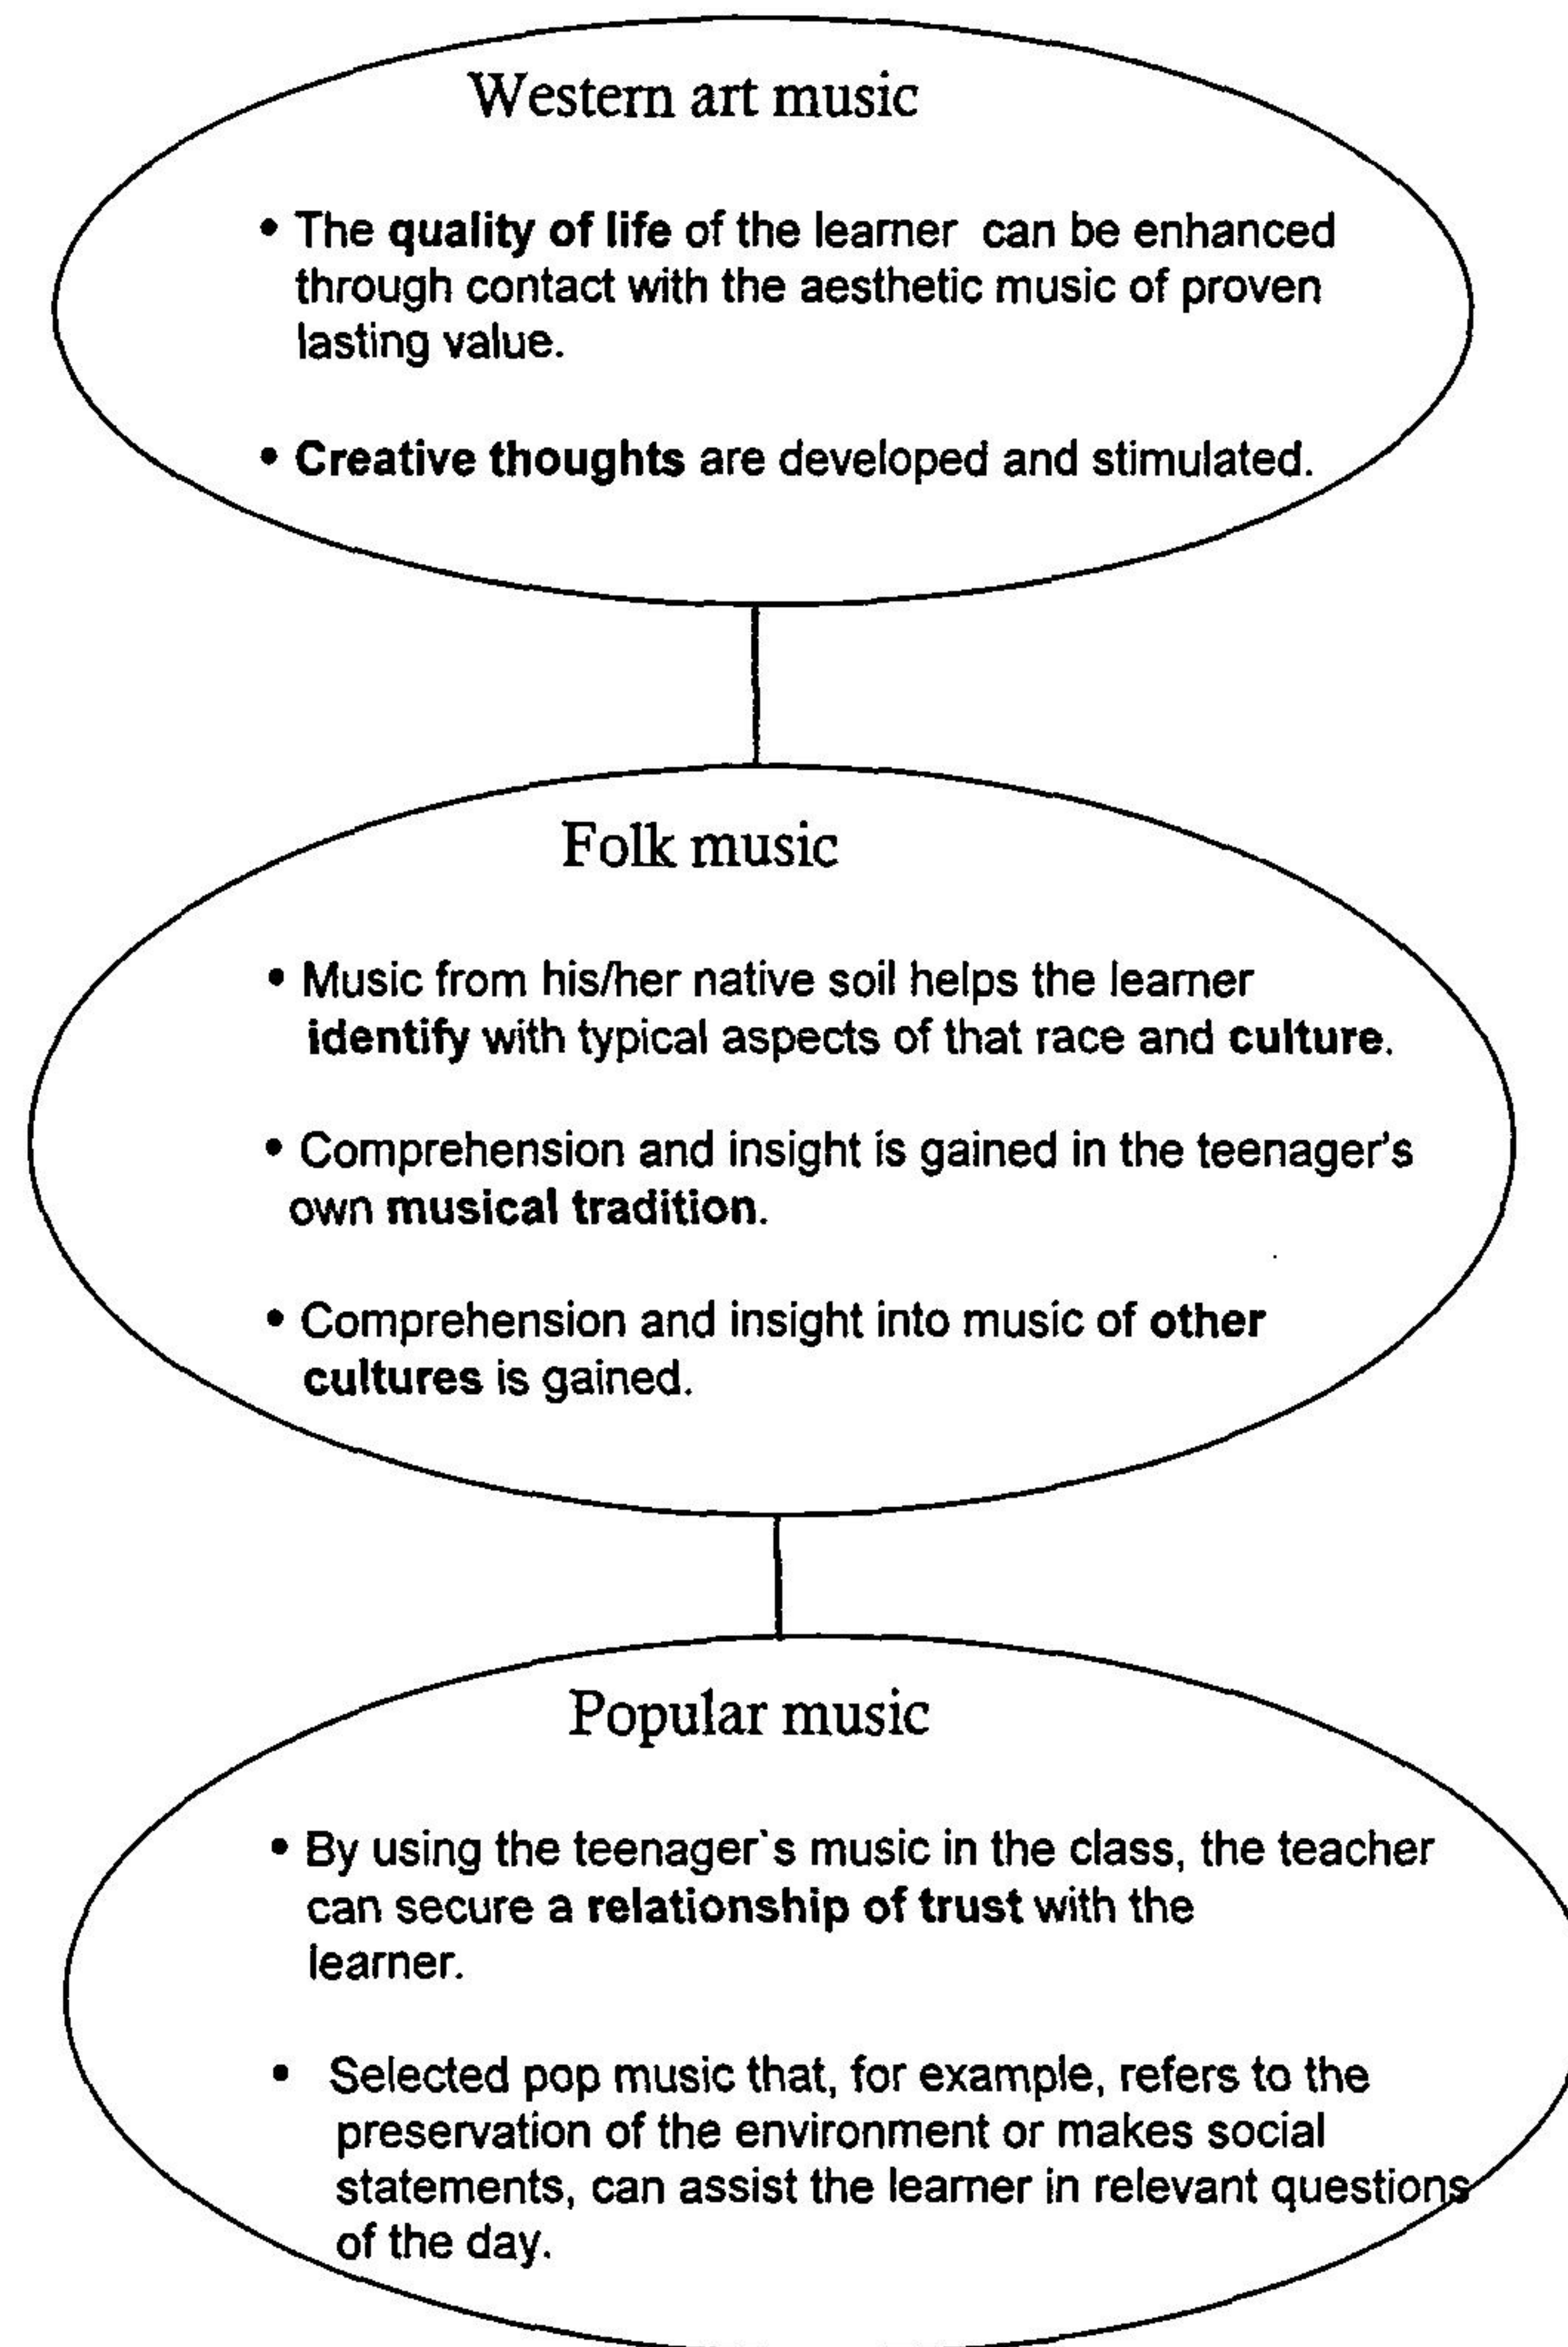 Western art music
• The quality of life of the learner can be enhanced
through contact with the aesthetic music of proven
lasting value.
• Creative thoughts are developed and stimulated.
Folk music
• Music from his/her native soil helps the learner
identify with typical aspects of that race and culture.
• Comprehension and insight is gained in the teenager's
own musical tradition.
• Comprehension and insight into music of other
cultures is gained.
Popular music
• By using the teenager`s music in the class, the teacher
can secure a relationship of trust with the
learner.
• Selected pop music that, for example, refers to the
preservation of the environment or makes social
statements, can assist the learner in relevant questions
of the day.